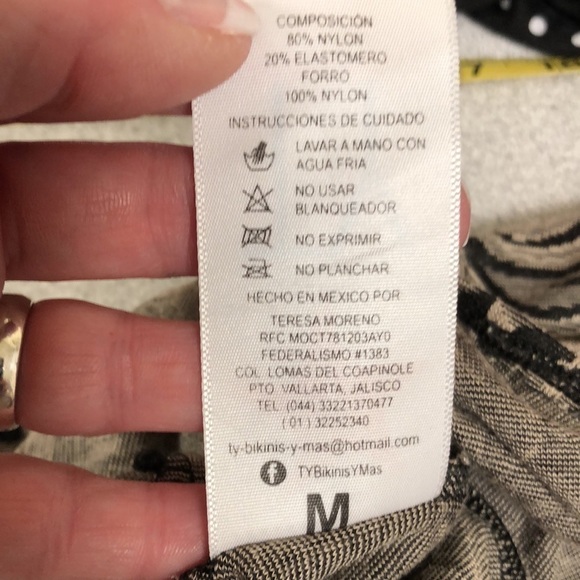 COMPOSICIÓN
80% NYLON
20% ELASTOMERO
FORRO
100% NYLON
INSTRUCCIONES DE CUIDADO
LAVAR A MANO CON
AGUA FRIA
NO USAR
BLANQUEADOR
NO EXPRIMIR
NO PLANCHAR
HECHO EN MÉXICO POR
TERESA MORENO
RFC MOCT781203AY0
FEDERALISMO #1383
COL. LOMAS DEL COAPINOLE
PTO. VALLARTA, JALISCO
TEL. (044) 33221370477
( 01 ) 32252340
ty-bikinis-y-mas@hotmail.com
f TYBikinisYMas
M